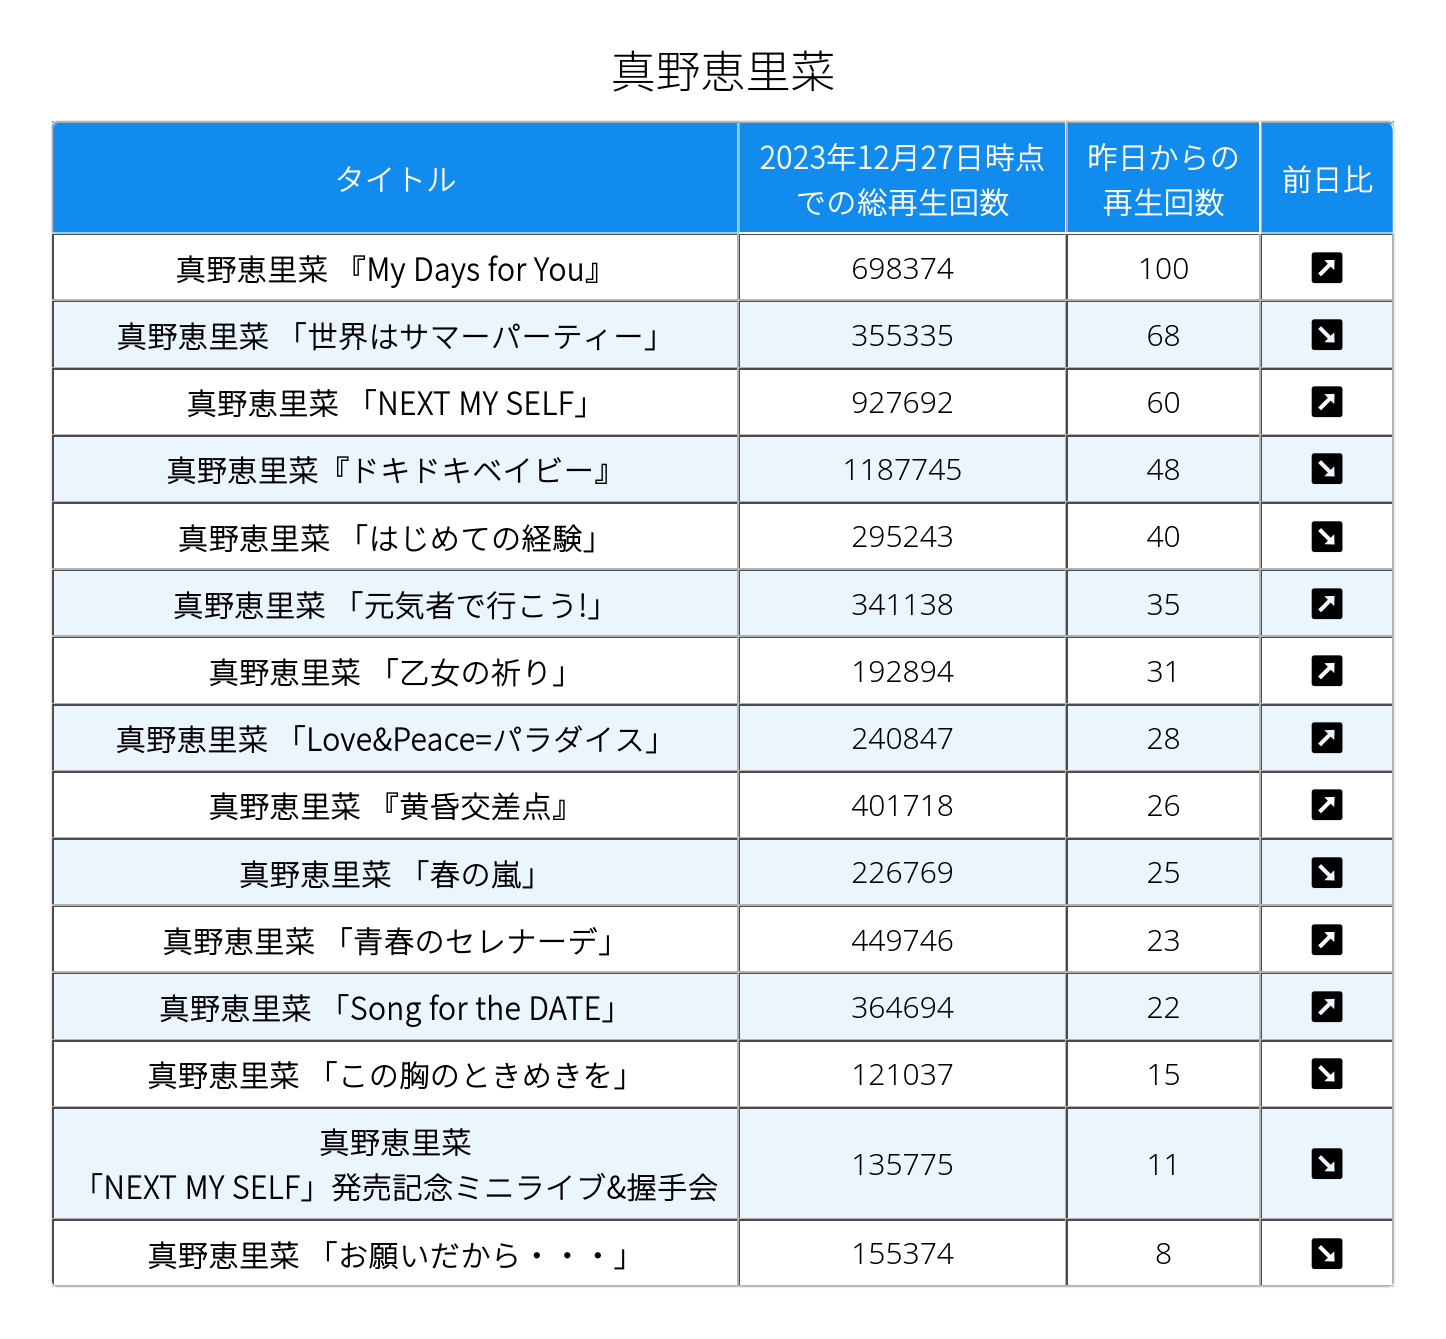 真野恵里菜
タイトル
2023年12月27日時点
での総再生回数
昨日からの
再生回数
前日比
真野恵里菜 『My Days for You』 698374 100 ↗
真野恵里菜 「世界はサマーパーティー」 355335 68 ↘
真野恵里菜 「NEXT MY SELF」 927692 60 ↗
真野恵里菜『ドキドキベイビー』 1187745 48 ↘
真野恵里菜 「はじめての経験」 295243 40 ↘
真野恵里菜 「元気者で行こう!」 341138 35 ↗
真野恵里菜 「乙女の祈り」 192894 31 ↗
真野恵里菜 「Love&Peace=パラダイス」 240847 28 ↗
真野恵里菜 『黄昏交差点』 401718 26 ↗
真野恵里菜 「春の嵐」 226769 25 ↘
真野恵里菜 「青春のセレナーデ」 449746 23 ↗
真野恵里菜 「Song for the DATE」 364694 22 ↗
真野恵里菜 「この胸のときめきを」 121037 15 ↘
真野恵里菜
「NEXT MY SELF」発売記念ミニライブ&握手会 135775 11 ↘
真野恵里菜 「お願いだから・・・」 155374 8 ↘